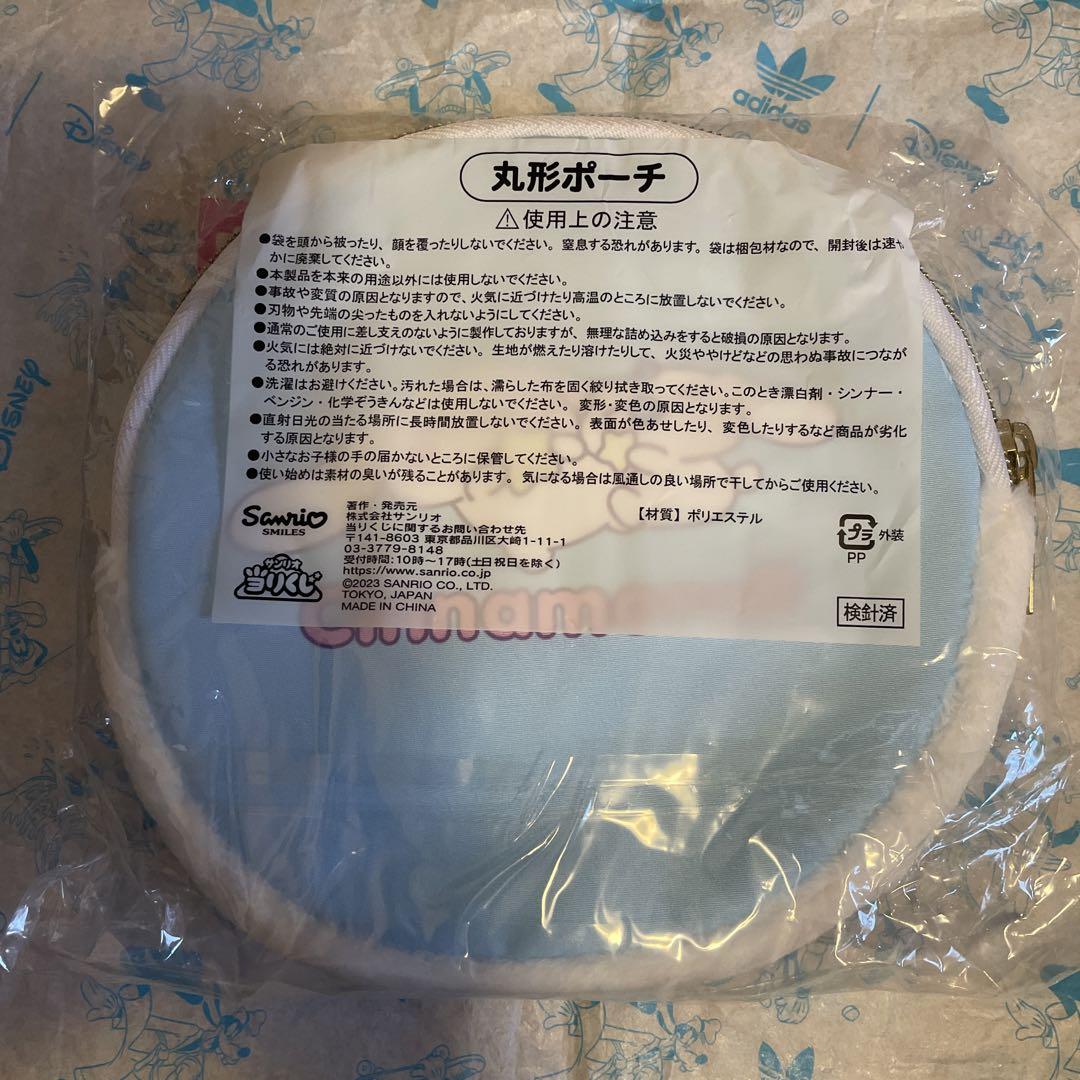 adidas
Disney
Disney
Disney
丸形ポーチ
⚠使用上の注意
●袋を頭から被ったり、顔を覆ったりしないでください。窒息する恐れがあります。袋は梱包材なので、開封後は速や
かに廃棄してください。
●本製品を本来の用途以外には使用しないでください。
●事故や変質の原因となりますので、火気に近づけたり高温のところに放置しないでください。
●刃物や先端の尖ったものを入れないようにしてください。
●通常のご使用に差し支えのないように製作しておりますが、無理な詰め込みをすると破損の原因となります。
●火気には絶対に近づけないでください。生地が燃えたり溶けたりして、火災ややけどなどの思わぬ事故につなが
る恐れがあります。
●洗濯はお避けください。汚れた場合は、濡らした布を固く絞り拭き取ってください。このとき漂白剤・シンナー・
ベンジン・化学ぞうきんなどは使用しないでください。変形・変色の原因となります。
●直射日光の当たる場所に長時間放置しないでください。表面が色あせしたり、変色したりするなど商品が劣化
する原因となります。
●小さなお子様の手の届かないところに保管してください。
●使い始めは素材の臭いが残ることがあります。気になる場合は風通しの良い場所で干してからご使用ください。
Sanrio
SMILES
サンリオ
当りくじ
著作・発売元
株式会社サンリオ
当りくじに関するお問い合わせ先
〒141-8603 東京都品川区大崎1-11-1
03-3779-8148
受付時間:10時〜17時(土日祝日を除く)
https://www.sanrio.co.jp
©2023 SANRIO CO., LTD.
TOKYO, JAPAN
MADE IN CHINA
【材質】ポリエステル
プラ
外装
PP
検針済
Cinnam